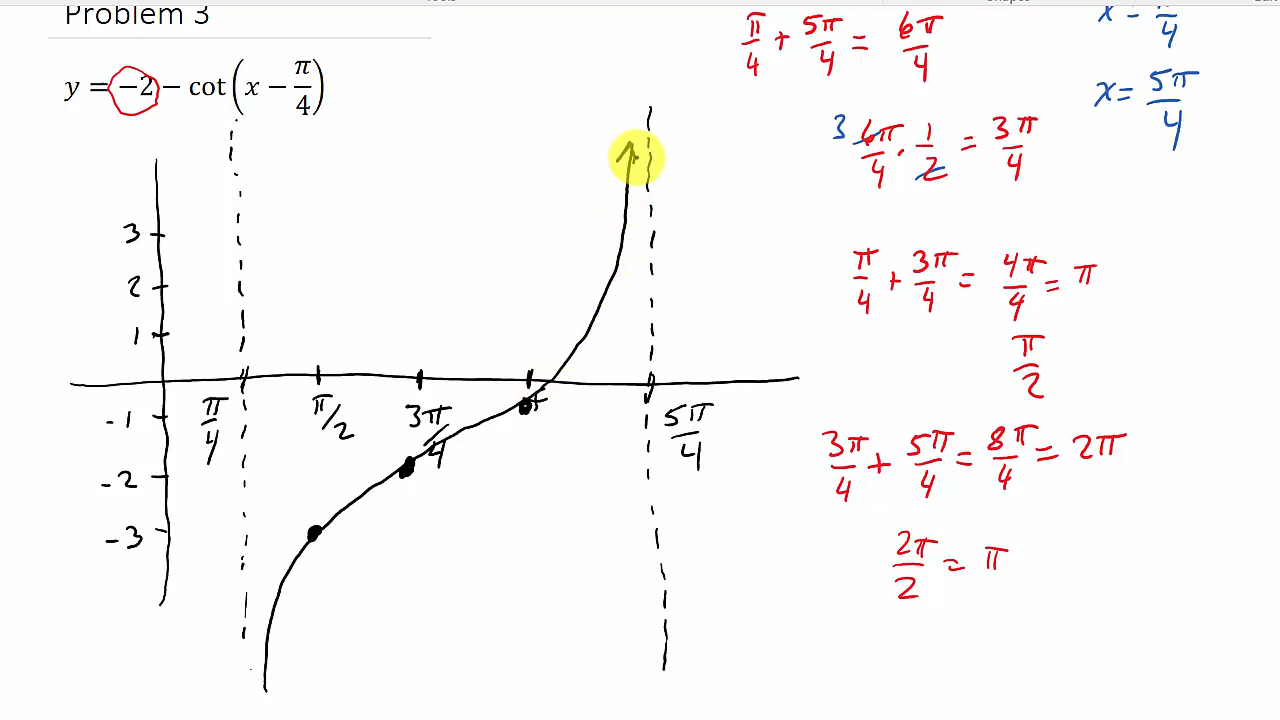 Problem 3
y = −2 − cot(x − π/4)
π/4 + 5π/4 = 6π/4
x = π/4
x = 5π/4
3 6π/4 · 1/2 = 3π/4
π/4 + 3π/4 = 4π/4 = π
π/2
3π/4 + 5π/4 = 8π/4 = 2π
2π/2 = π
3
2
1
-1
-2
-3
π/4
π/2
3π/4
π
5π/4